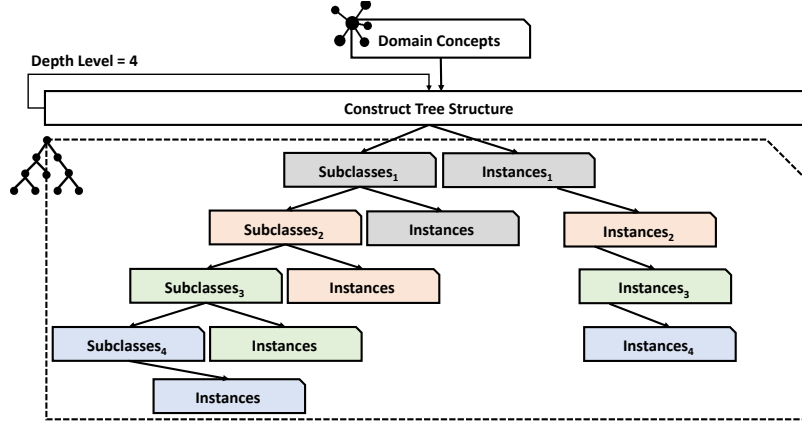 Domain Concepts
Depth Level = 4
Construct Tree Structure
Subclasses₁
Instances₁
Subclasses₂
Instances
Instances₂
Subclasses₃
Instances
Instances₃
Subclasses₄
Instances
Instances₄
Instances